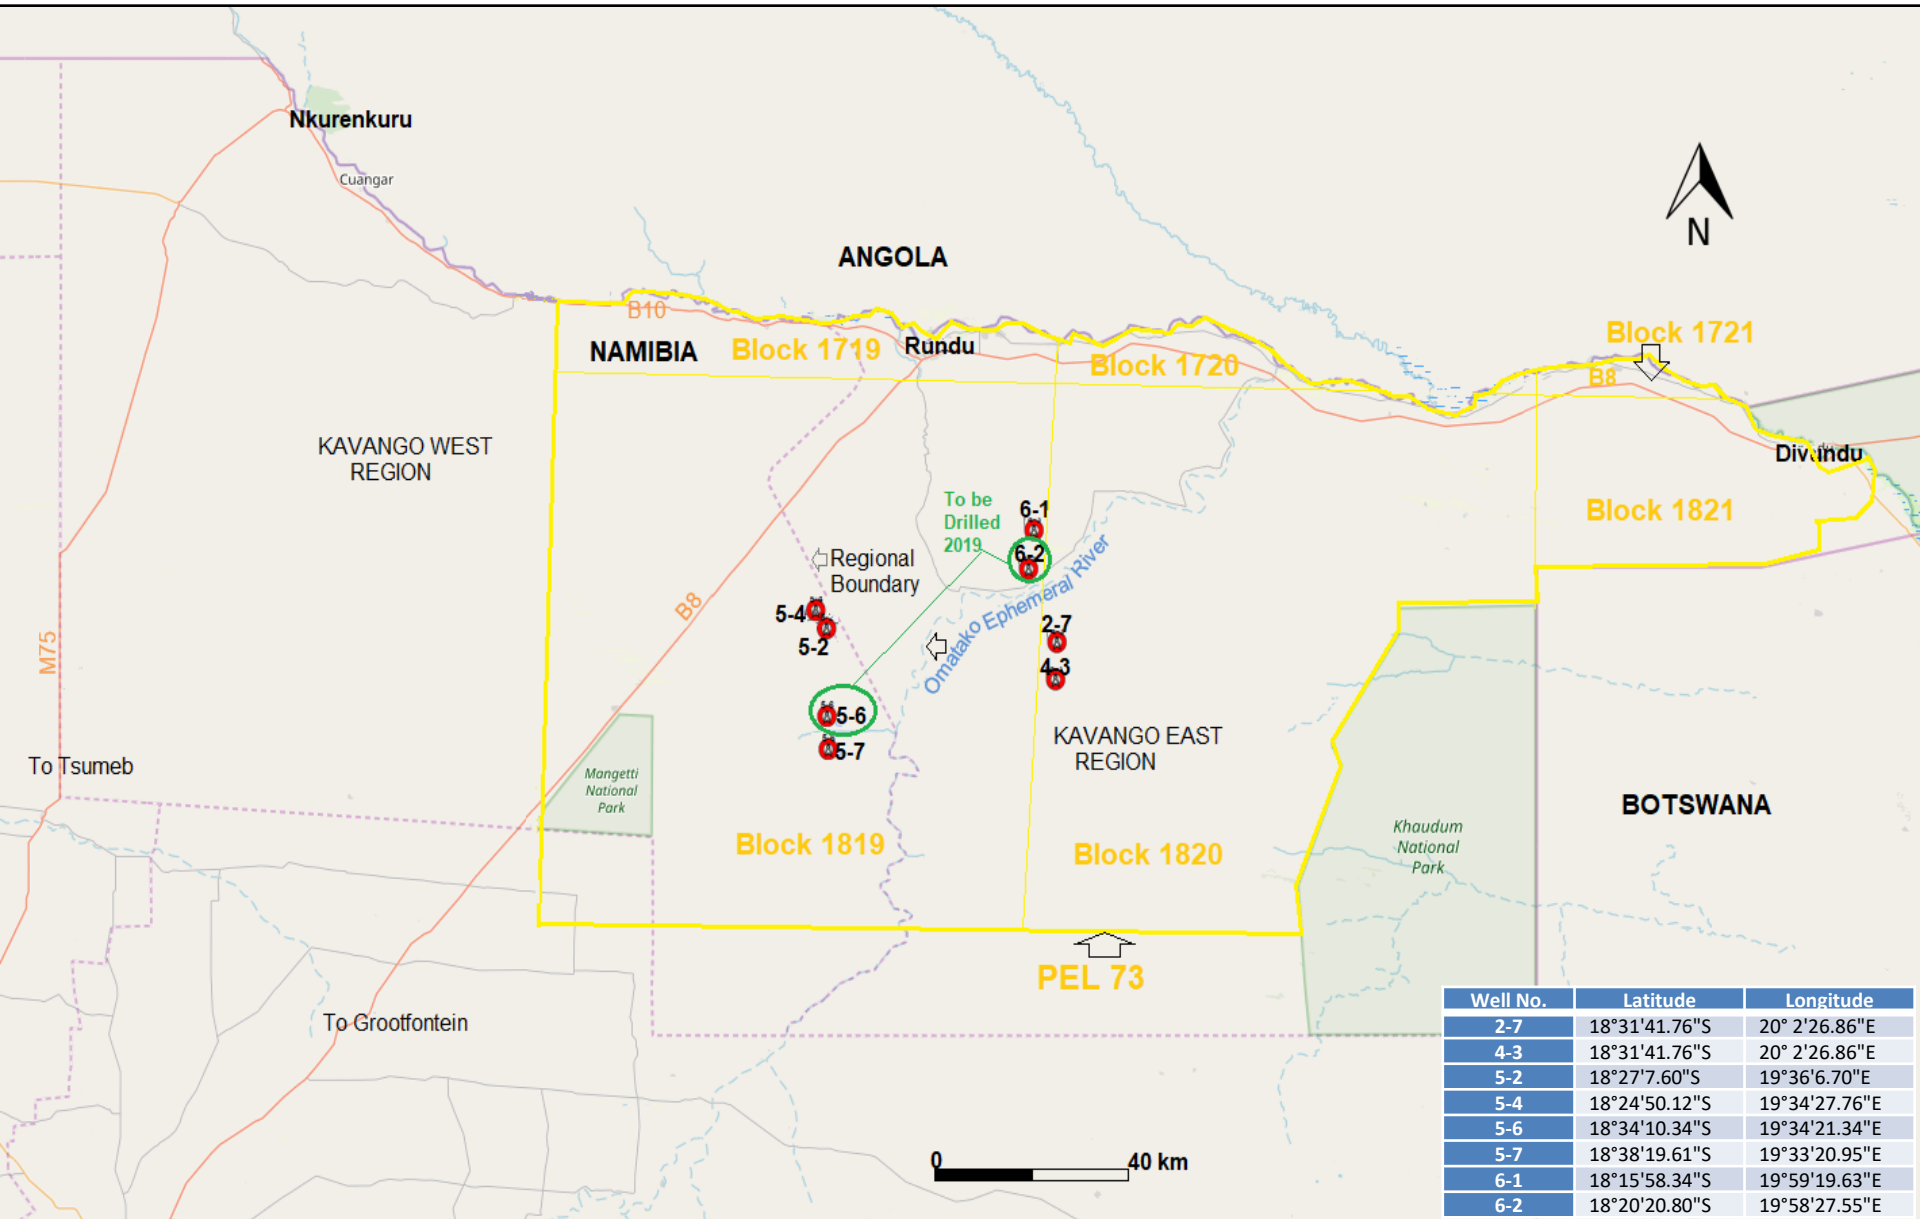 Nkurenkuru
Cuangar
ANGOLA
B10
NAMIBIA
Block 1719
Rundu
Block 1720
Block 1721
B8
N
KAVANGO WEST
REGION
Divundu
Block 1821
To be
Drilled
2019
6-1
6-2
Regional
Boundary
Omatako Ephemeral River
5-4
5-2
2-7
4-3
B8
M75
5-6
5-7
KAVANGO EAST
REGION
To Tsumeb
Mangetti
National
Park
BOTSWANA
Khaudum
National
Park
Block 1819
Block 1820
PEL 73
To Grootfontein
0 40 km
Well No. Latitude Longitude
2-7 18°31'41.76"S 20° 2'26.86"E
4-3 18°31'41.76"S 20° 2'26.86"E
5-2 18°27'7.60"S 19°36'6.70"E
5-4 18°24'50.12"S 19°34'27.76"E
5-6 18°34'10.34"S 19°34'21.34"E
5-7 18°38'19.61"S 19°33'20.95"E
6-1 18°15'58.34"S 19°59'19.63"E
6-2 18°20'20.80"S 19°58'27.55"E